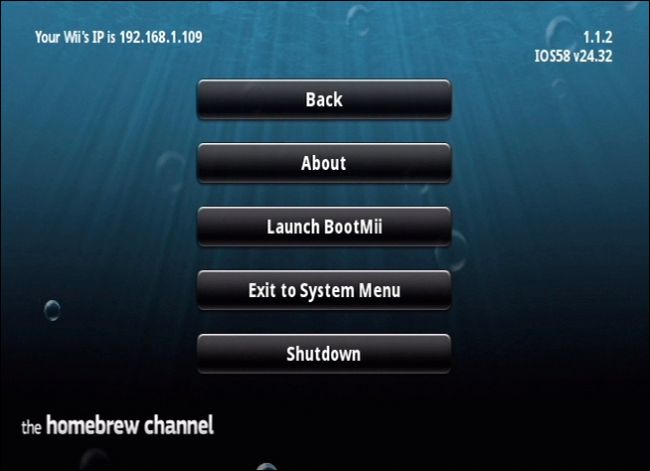 Your Wii's IP is 192.168.1.109
1.1.2
IOS58 v24.32
Back
About
Launch BootMii
Exit to System Menu
Shutdown
the homebrew channel